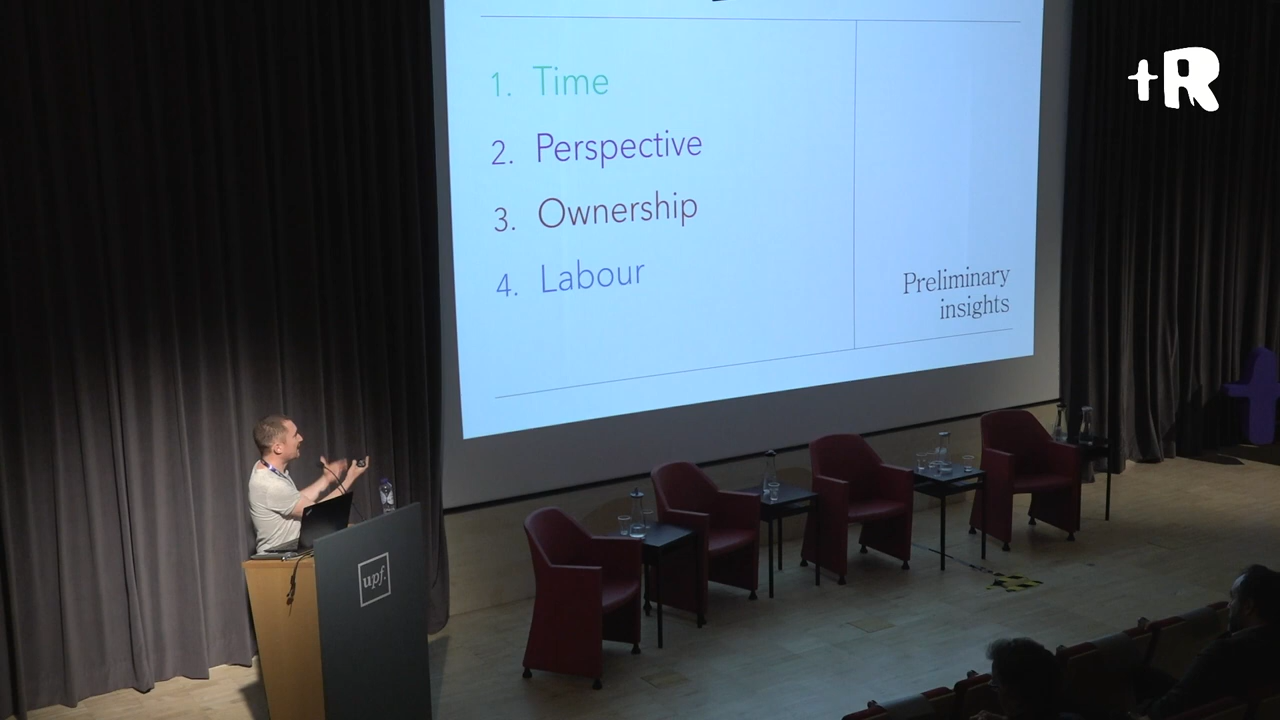 +R
1. Time
2. Perspective
3. Ownership
4. Labour
Preliminary
insights
upf.